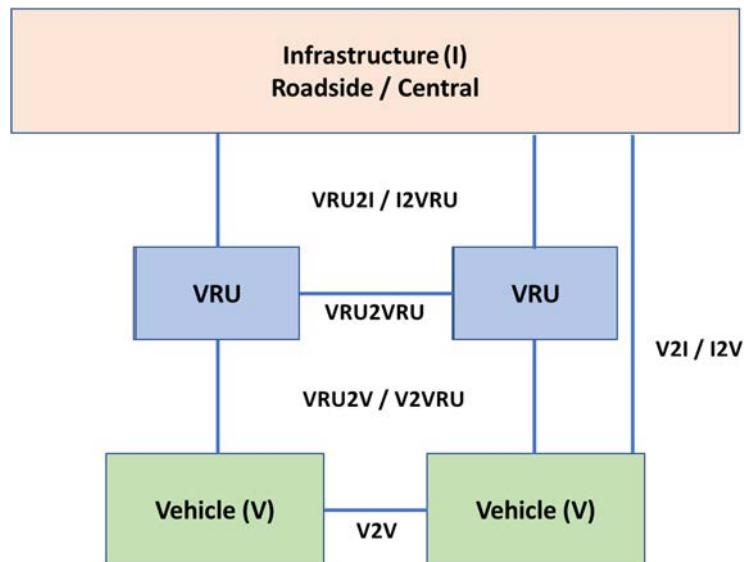 Infrastructure (I)
Roadside / Central
VRU2I / I2VRU
VRU
VRU
VRU2VRU
V2I / I2V
VRU2V / V2VRU
Vehicle (V)
Vehicle (V)
V2V